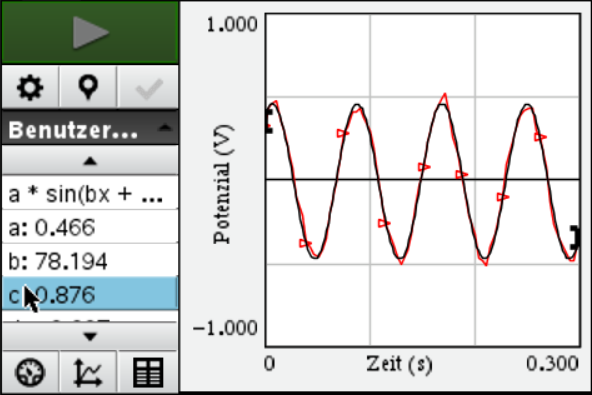 Benutzer...
a * sin(bx + ...
a: 0.466
b: 78.194
c: 0.876
1.000
Potenzial (V)
−1.000
0
Zeit (s)
0.300